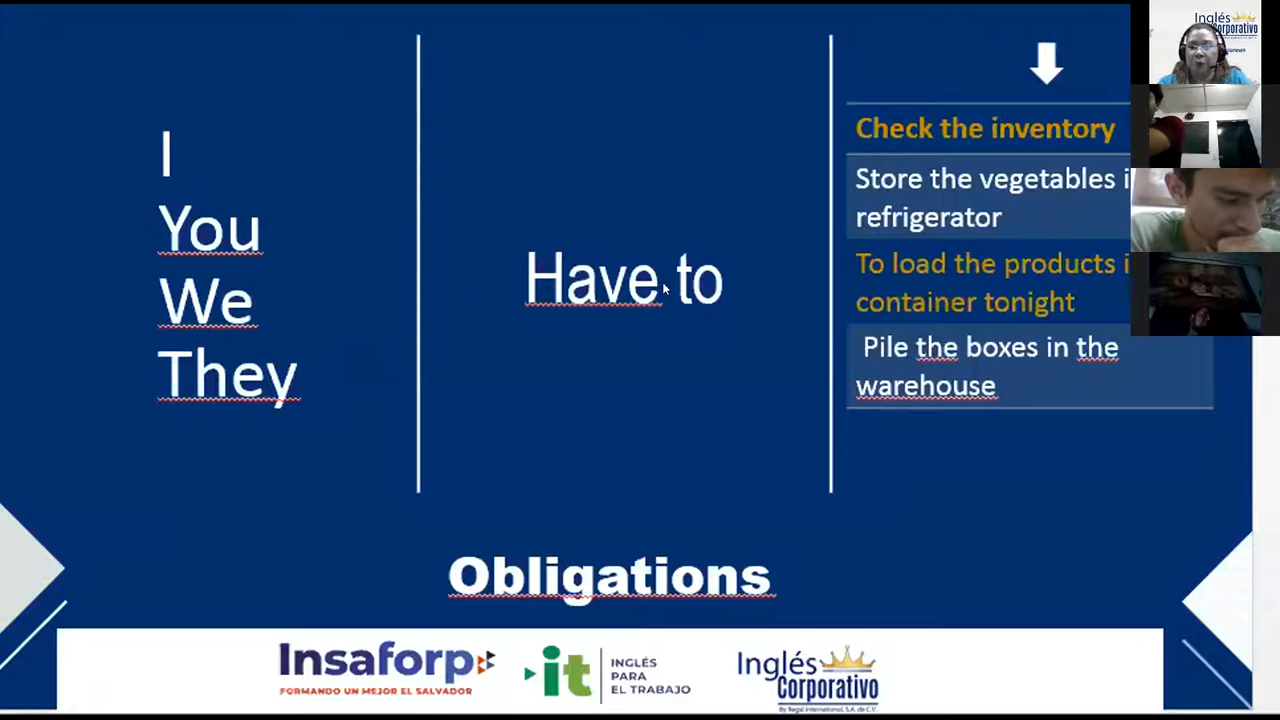 I
You
We
They
Have to
Check the inventory
Store the vegetables
refrigerator
To load the products
container tonight
Pile the boxes in the
warehouse
Obligations
Insaforp
FORMANDO UN MEJOR EL SALVADOR
it
INGLÉS
PARA
EL TRABAJO
Inglés
Corporativo
By Regal International, S.A. de C.V.
Inglés
Corporativo